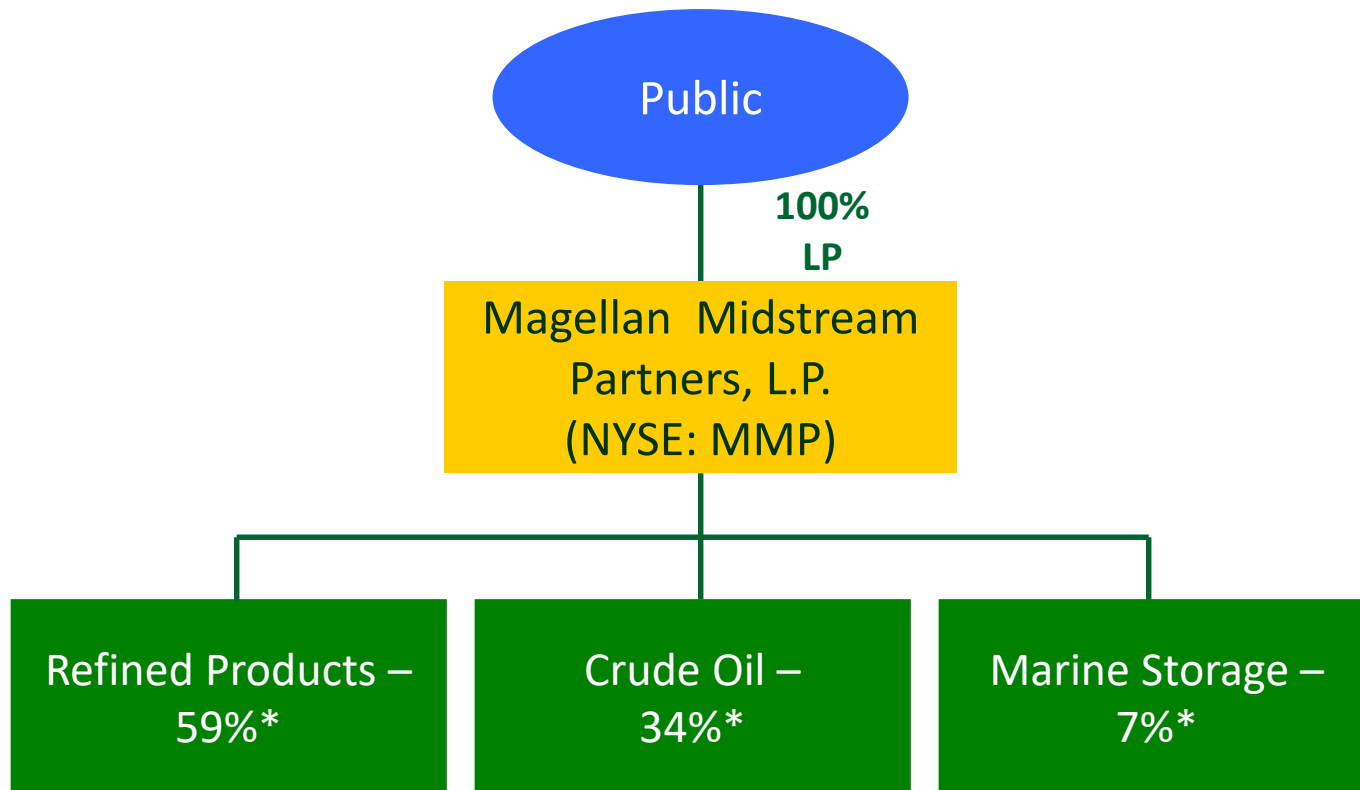 Public
100%
LP
Magellan  Midstream
Partners, L.P.
(NYSE: MMP)
Refined Products –
59%*
Crude Oil –
34%*
Marine Storage –
7%*